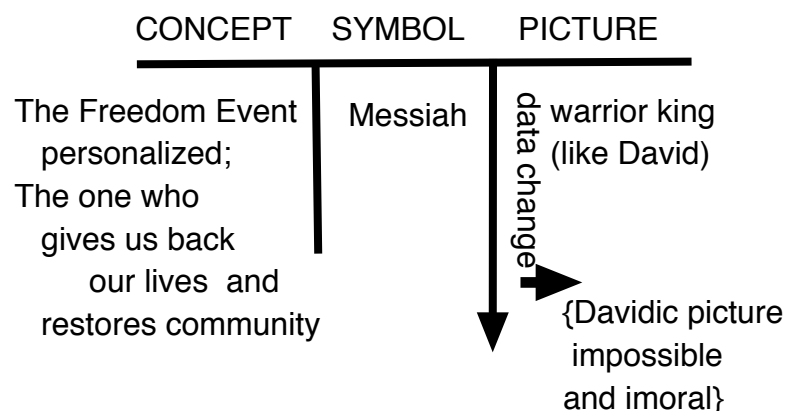 CONCEPT SYMBOL PICTURE
The Freedom Event
personalized;
The one who
gives us back
our lives and
restores community
Messiah
data change
warrior king
(like David)
{Davidic picture
impossible
and imoral}